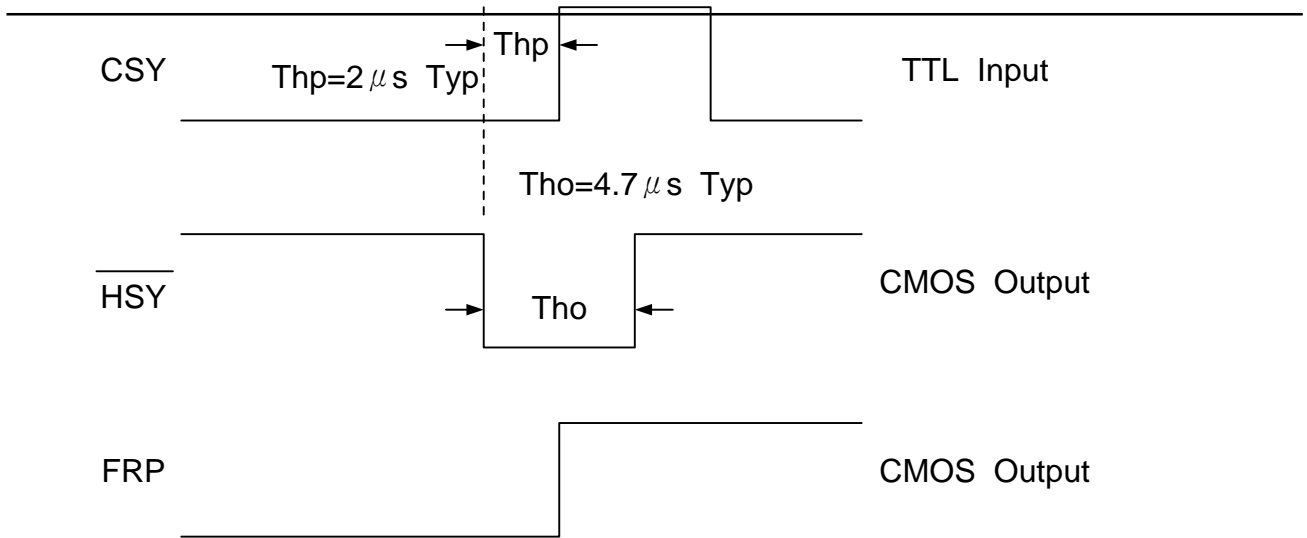 Thp
CSY
Thp=2μs Typ
TTL Input
Tho=4.7μs Typ
HSY
CMOS Output
Tho
FRP
CMOS Output